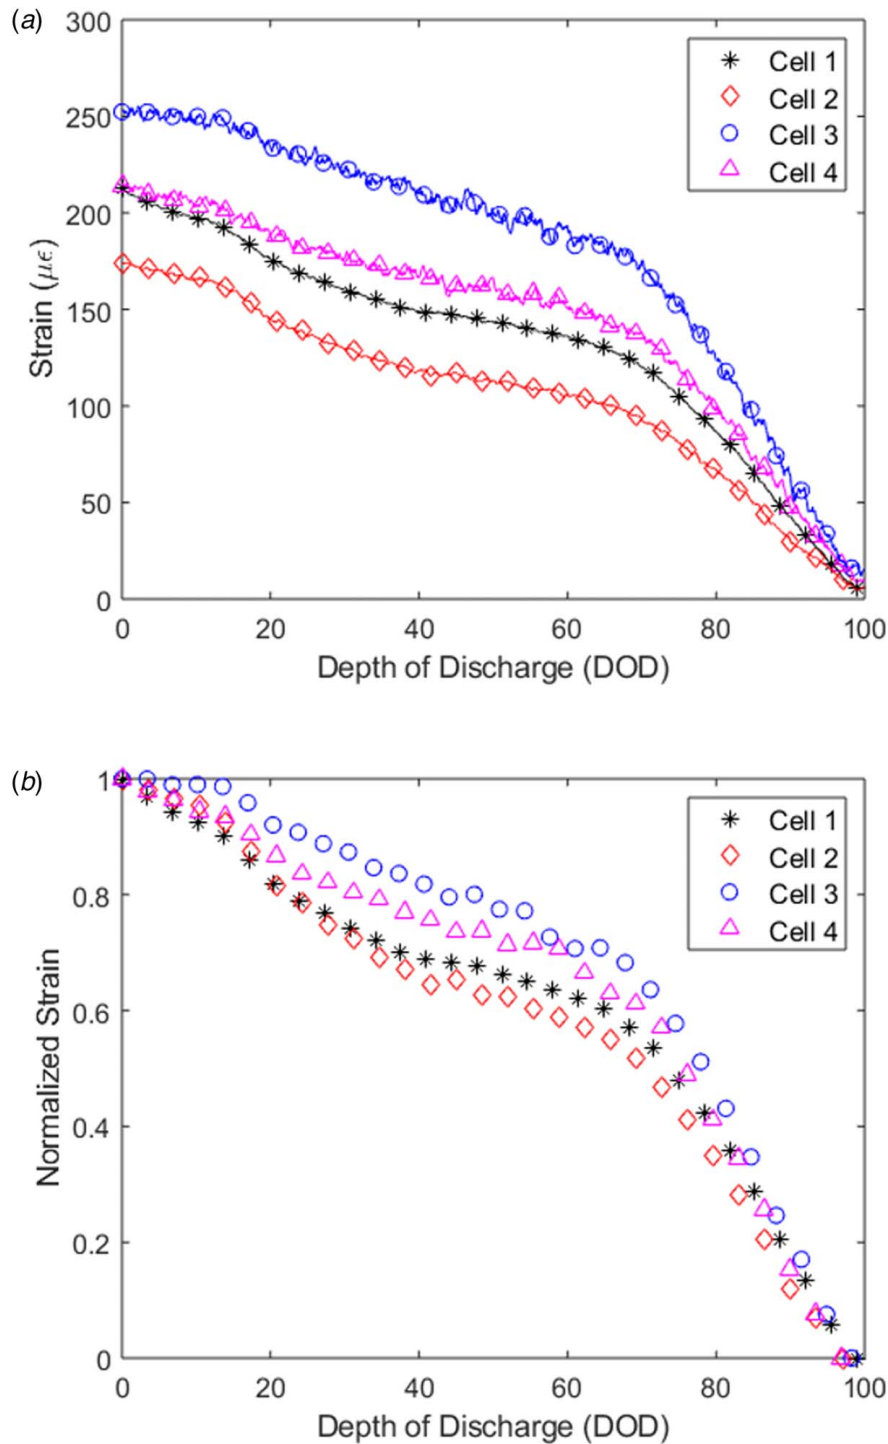 (a)
300
250
200
150
100
50
0
Strain (μϵ)
0 20 40 60 80 100
Depth of Discharge (DOD)
Cell 1
Cell 2
Cell 3
Cell 4
(b)
1
0.8
0.6
0.4
0.2
0
Normalized Strain
0 20 40 60 80 100
Depth of Discharge (DOD)
Cell 1
Cell 2
Cell 3
Cell 4